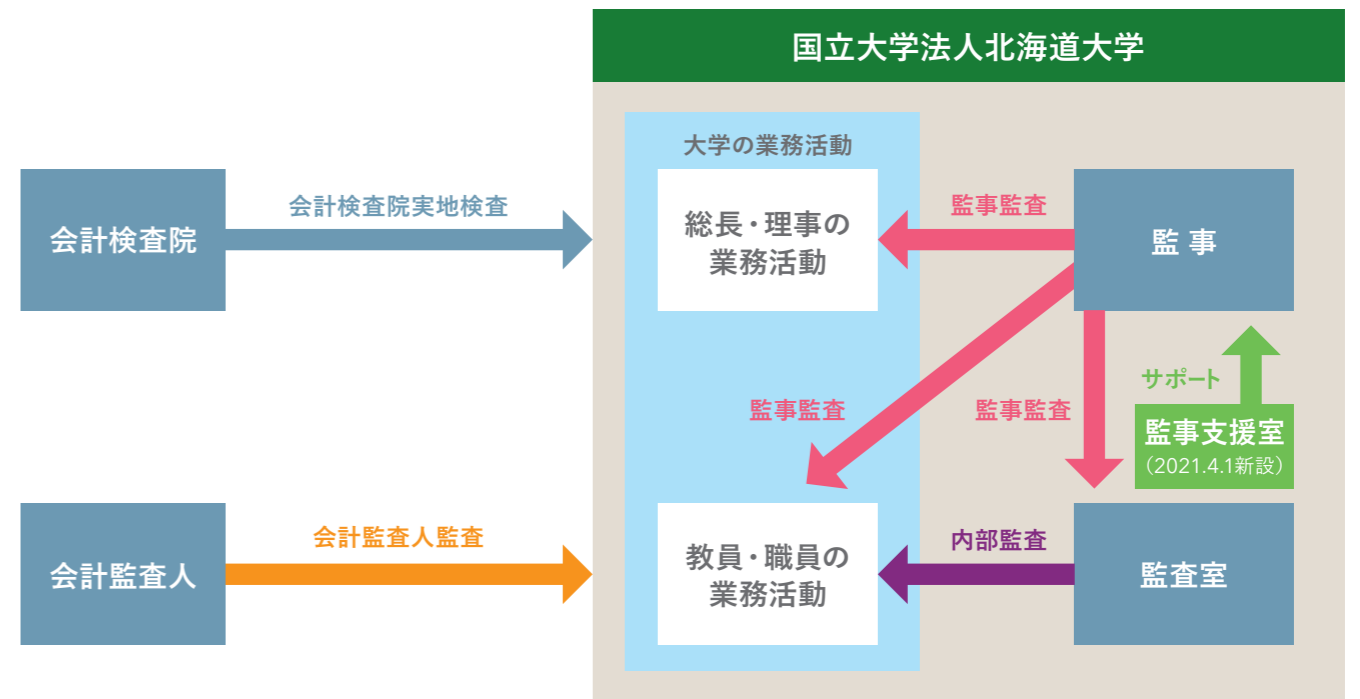 国立大学法人北海道大学
大学の業務活動
会計検査院
会計検査院実地検査
総長・理事の
業務活動
監事監査
監 事
サポート
監事監査
監事監査
監事支援室
（2021.4.1新設）
会計監査人
会計監査人監査
教員・職員の
業務活動
内部監査
監査室